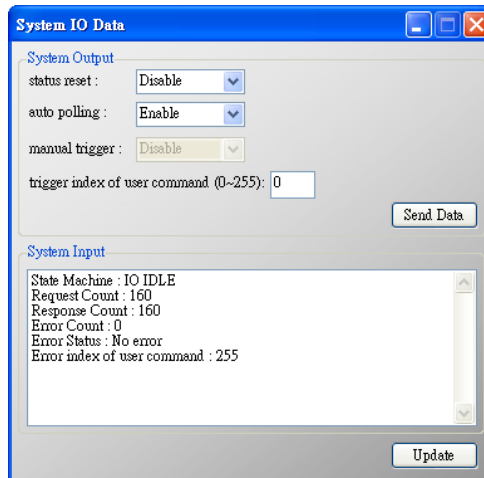 System IO Data
System Output
status reset : Disable
auto polling : Enable
manual trigger : Disable
trigger index of user command (0~255): 0
Send Data
System Input
State Machine : IO IDLE
Request Count : 160
Response Count : 160
Error Count : 0
Error Status : No error
Error index of user command : 255
Update